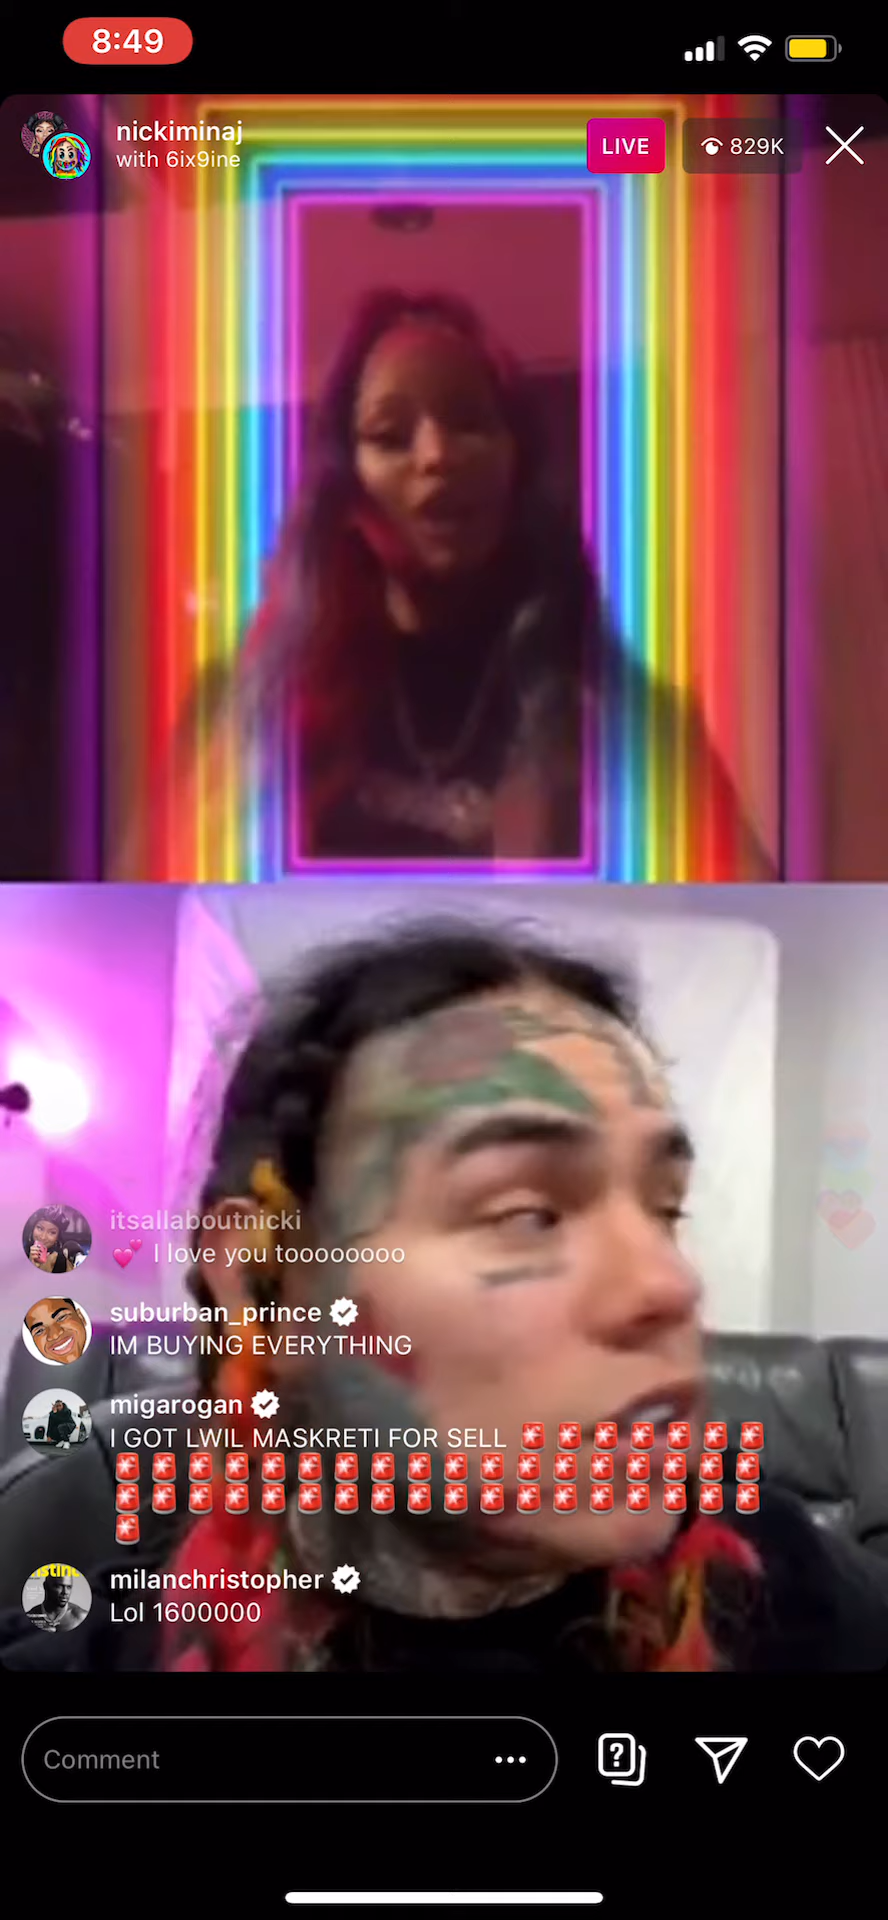 8:49
nickiminaj
with 6ix9ine
LIVE
829K
itsallaboutnicki
💕 I love you toooooooo
suburban_prince
IM BUYING EVERYTHING
migarogan
I GOT LWIL MASKRETI FOR SELL 🚨🚨🚨🚨🚨🚨🚨
🚨🚨🚨🚨🚨🚨🚨🚨🚨🚨🚨🚨🚨🚨🚨🚨🚨🚨
🚨🚨🚨🚨🚨🚨🚨🚨🚨🚨🚨🚨🚨🚨🚨🚨🚨🚨
🚨
milanchristopher
Lol 1600000
Comment